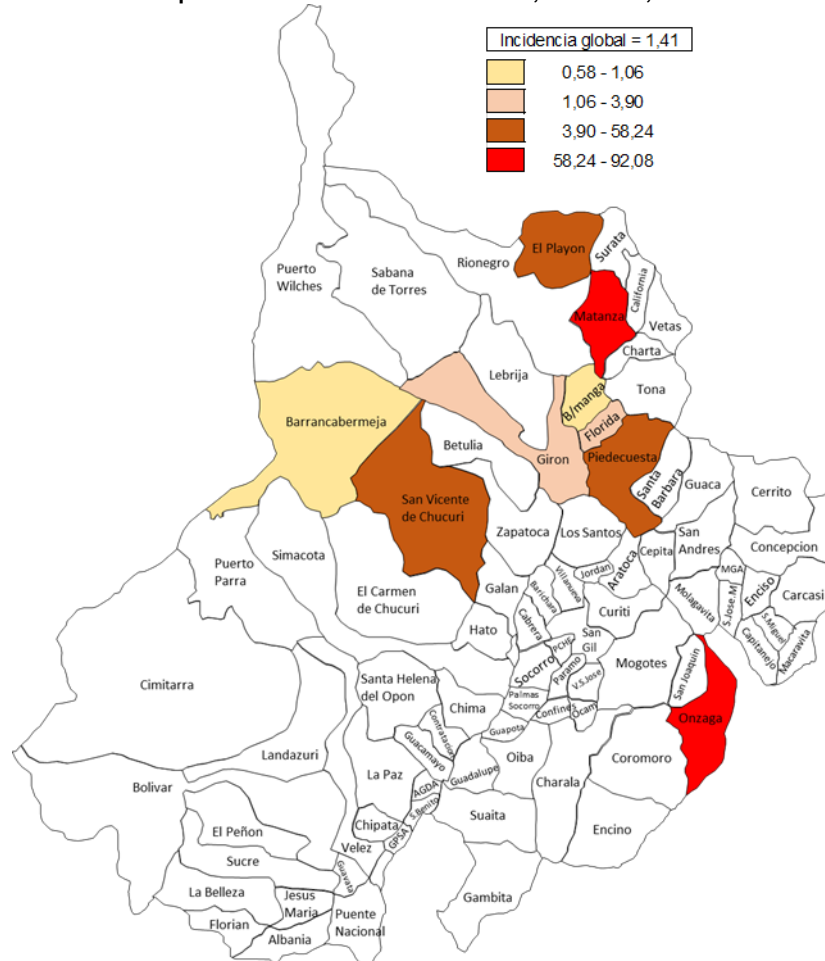 Incidencia global = 1,41
0,58 - 1,06
1,06 - 3,90
3,90 - 58,24
58,24 - 92,08
El Playon
Surata
Rionegro
Puerto
Wilches
Sabana
de Torres
California
Matanza
Vetas
Charta
Lebrija
Tona
B/manga
Barrancabermeja
Florida
Betulia
Giron
Piedecuesta
Santa
Barbara
Guaca
Cerrito
San Vicente
de Chucuri
Zapatoca
Los Santos
San
Andres
Cepita
Concepcion
Simacota
Puerto
Parra
Aratoca
Jordan
MGA
Enciso
Carcasi
El Carmen
de Chucuri
Galan
Villanueva
Barichara
Molagavita
S.Jose.M
Curiti
Cabrera
S.Miguel
Hato
San
Gil
PCHE
Capitanejo
Macaravita
Socorro
Paramo
Mogotes
San Joaquin
Cimitarra
Santa Helena
del Opon
V.S.Jose
Chima
Palmas
Socorro
Confines
Ocam
Onzaga
Contratacion
Guapota
Guacamayo
Landazuri
Oiba
Coromoro
La Paz
Guadalupe
Charala
Bolivar
AGDA
S.Benito
Suaita
Chipata
El Peñon
GPSA
Encino
Velez
Sucre
Guavata
La Belleza
Jesus
Maria
Gambita
Puente
Nacional
Florian
Albania